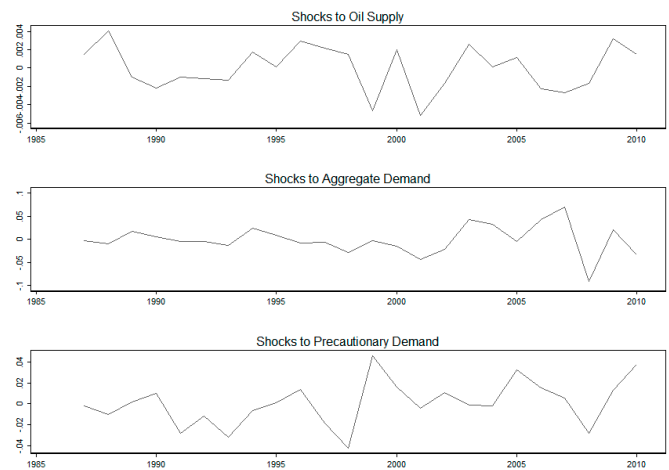 Shocks to Oil Supply
-.006-.004-.002 0 .002.004
1985 1990 1995 2000 2005 2010
Shocks to Aggregate Demand
-.1 -.05 0 .05 .1
1985 1990 1995 2000 2005 2010
Shocks to Precautionary Demand
-.04 -.02 0 .02 .04
1985 1990 1995 2000 2005 2010